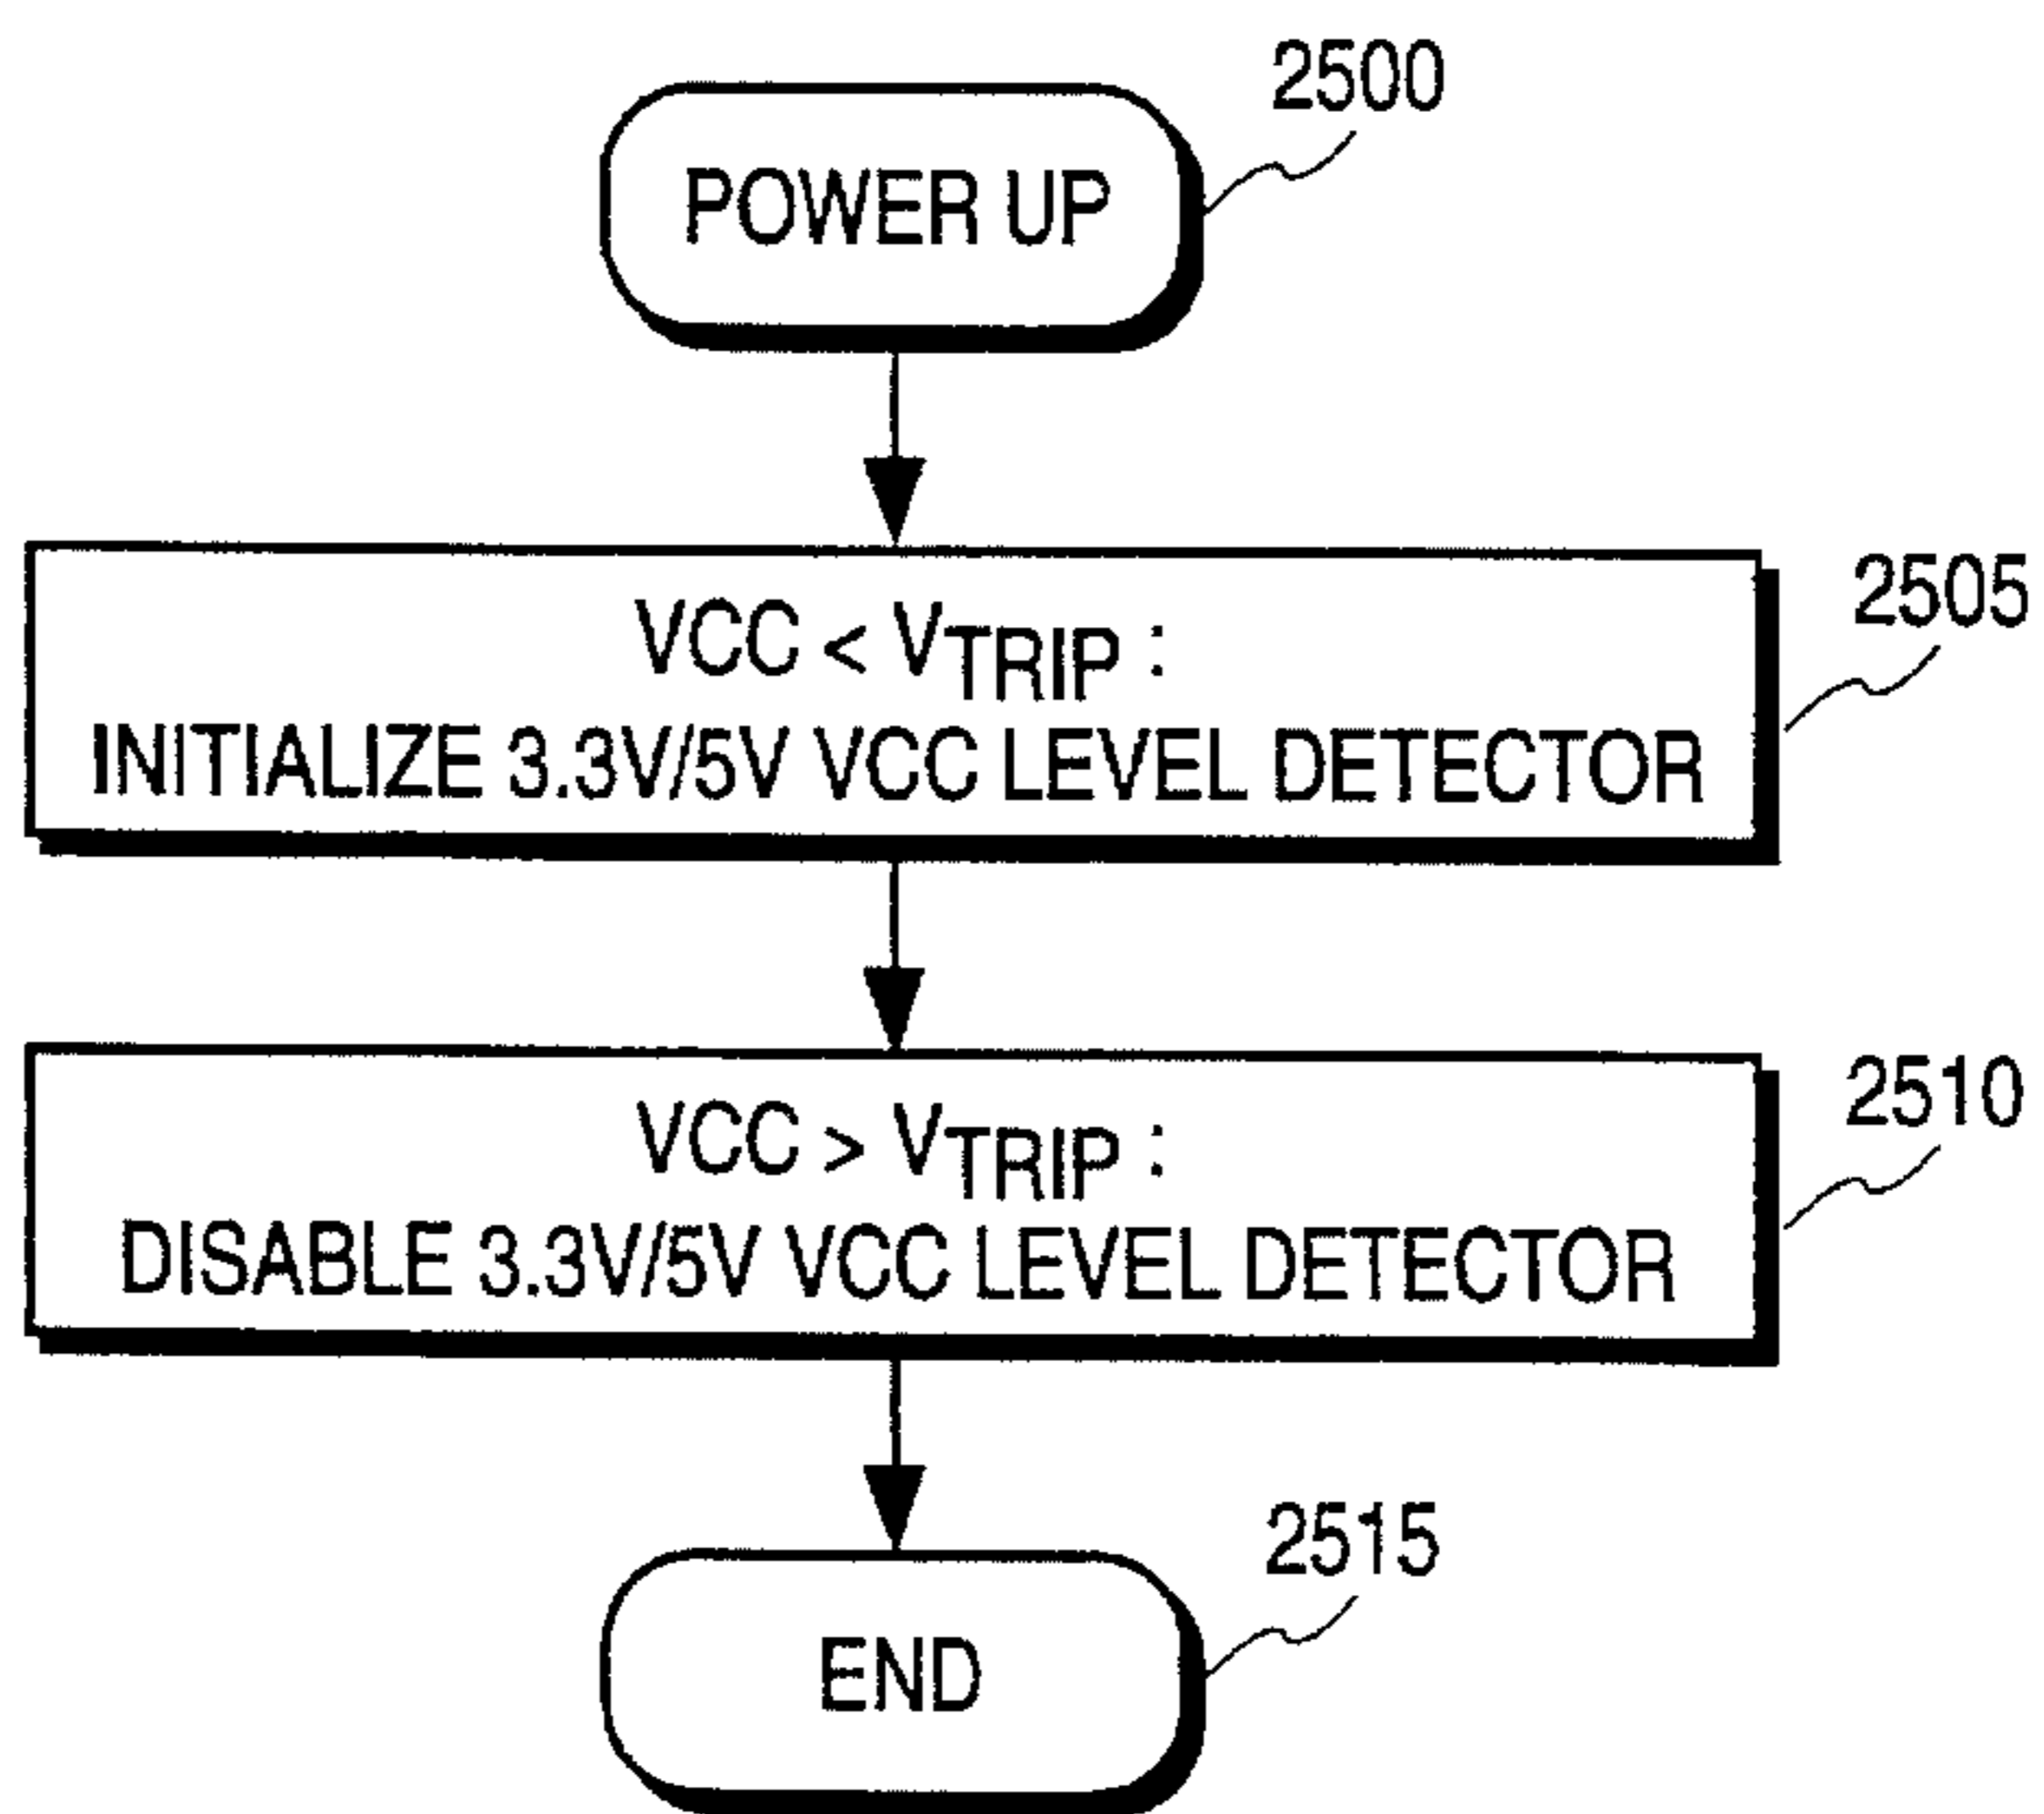 2500
POWER UP
2505
VCC < VTRIP :
INITIALIZE 3.3V/5V VCC LEVEL DETECTOR
2510
VCC > VTRIP :
DISABLE 3.3V/5V VCC LEVEL DETECTOR
2515
END